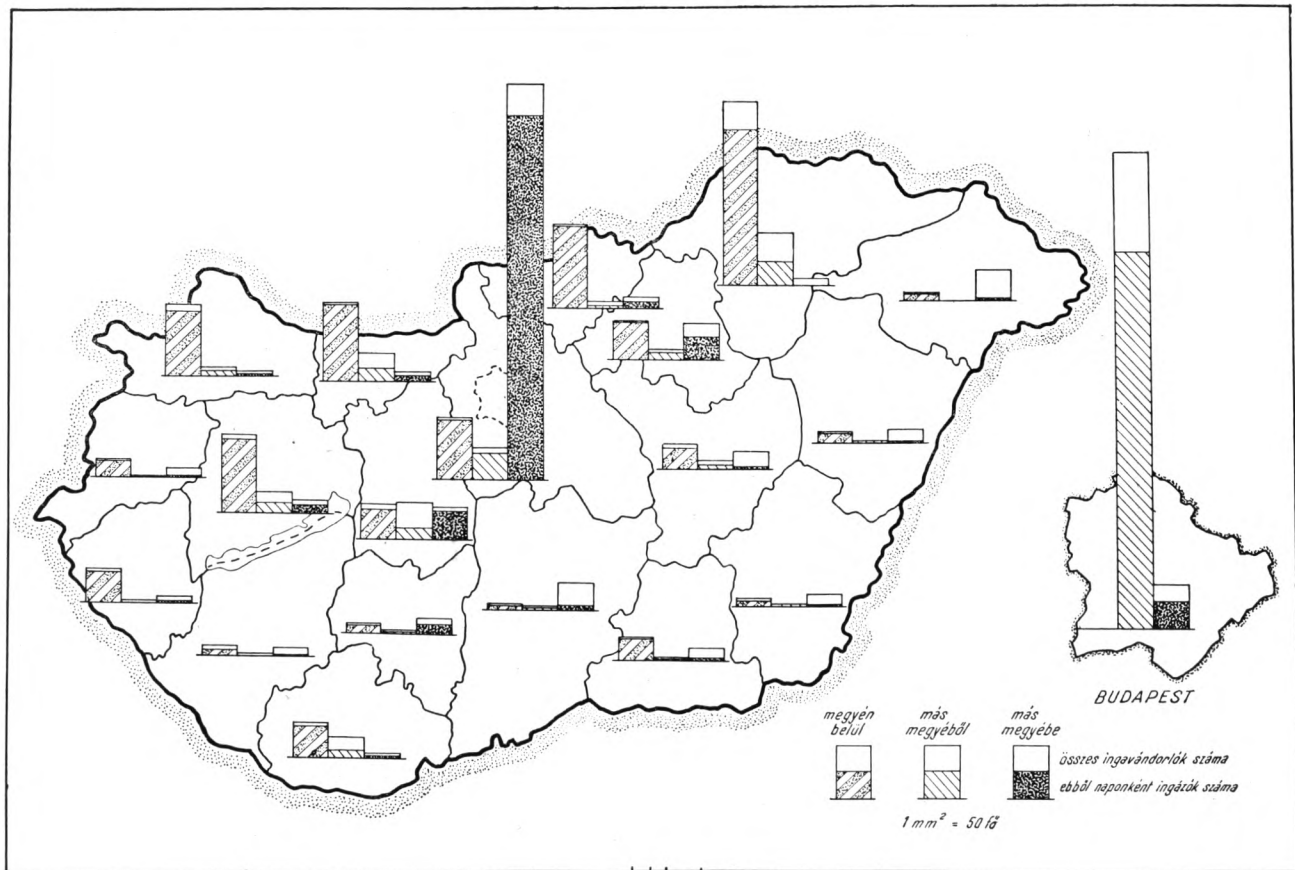 BUDAPEST
megyén belül
más megyéből
más megyébe
összes ingavándorlók száma
ebből naponként ingázók száma
1 mm² = 50 fő